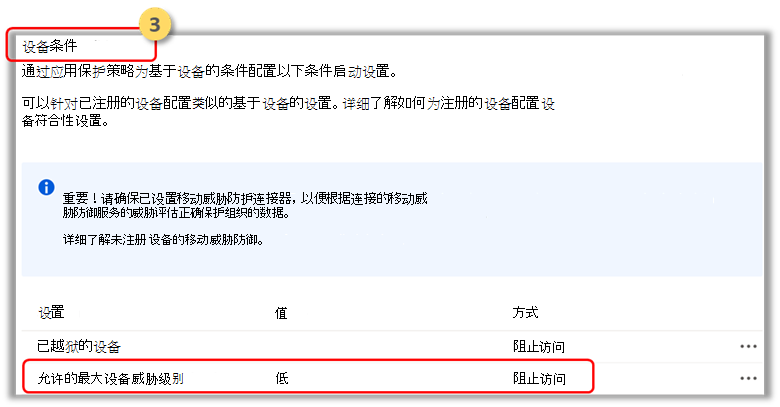 3
设备条件
通过应用保护策略为基于设备的条件配置以下条件启动设置。
可以针对已注册的设备配置类似的基于设备的设置。详细了解如何为注册的设备配置设
备符合性设置。
重要！请确保已设置移动威胁防护连接器，以便根据连接的移动威
胁防御服务的威胁评估正确保护组织的数据。
详细了解未注册设备的移动威胁防御。
设置 值 方式
已越狱的设备 阻止访问 ...
允许的最大设备威胁级别 低 阻止访问 ...